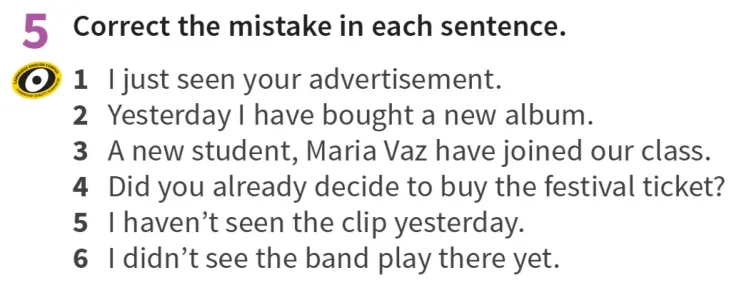 5 Correct the mistake in each sentence.
1 I just seen your advertisement.
2 Yesterday I have bought a new album.
3 A new student, Maria Vaz have joined our class.
4 Did you already decide to buy the festival ticket?
5 I haven’t seen the clip yesterday.
6 I didn’t see the band play there yet.